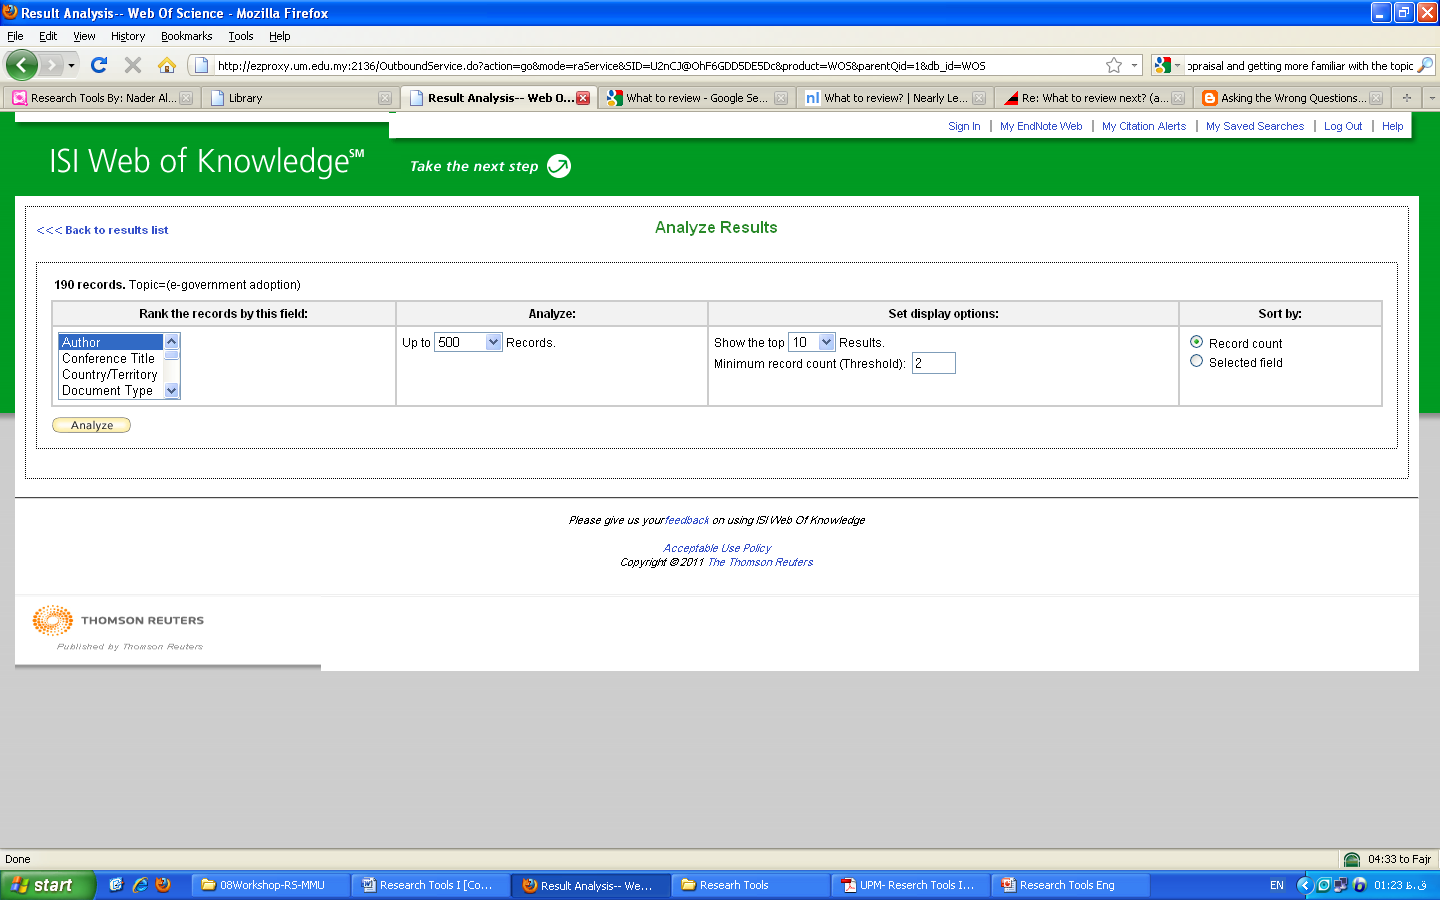 Result Analysis-- Web Of Science - Mozilla Firefox
File Edit View History Bookmarks Tools Help
http://ezproxy.um.edu.my:2136/OutboundService.do?action=go&mode=raService&SID=U2nCJ@OhF6GDD5DE5Dc&product=WOS&parentQid=1&db_id=WOS
ppraisal and getting more familiar with the topic
Research Tools By: Nader Al... Library Result Analysis-- Web O... What to review - Google Se... nl What to review? | Nearly Le... Re: What to review next? (a... Asking the Wrong Questions...
Sign In | My EndNote Web | My Citation Alerts | My Saved Searches | Log Out | Help
ISI Web of Knowledge℠ Take the next step
<<< Back to results list
Analyze Results
190 records. Topic=(e-government adoption)
Rank the records by this field: Analyze: Set display options: Sort by:
Author
Conference Title
Country/Territory
Document Type
Up to 500 Records.
Show the top 10 Results.
Minimum record count (Threshold): 2
Record count
Selected field
Analyze
Please give us your feedback on using ISI Web Of Knowledge
Acceptable Use Policy
Copyright © 2011 The Thomson Reuters
THOMSON REUTERS
Published by Thomson Reuters
Done
04:33 to Fajr
start 08Workshop-RS-MMU Research Tools I [Co... Result Analysis-- We... Researh Tools UPM- Reserch Tools I... Research Tools Eng EN 01:23 ق.ظ